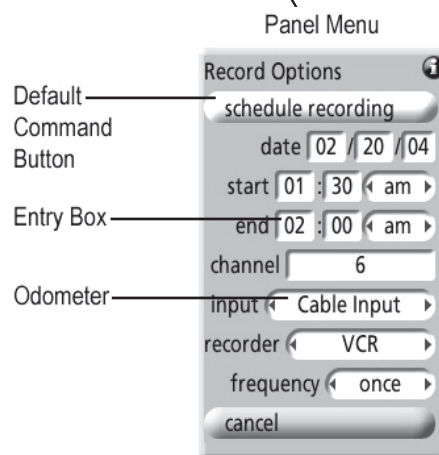 Panel Menu
Record Options i
Default
Command
Button
schedule recording
date 02 / 20 / 04
start 01 : 30 am
Entry Box
end 02 : 00 am
channel 6
Odometer
input Cable Input
recorder VCR
frequency once
cancel